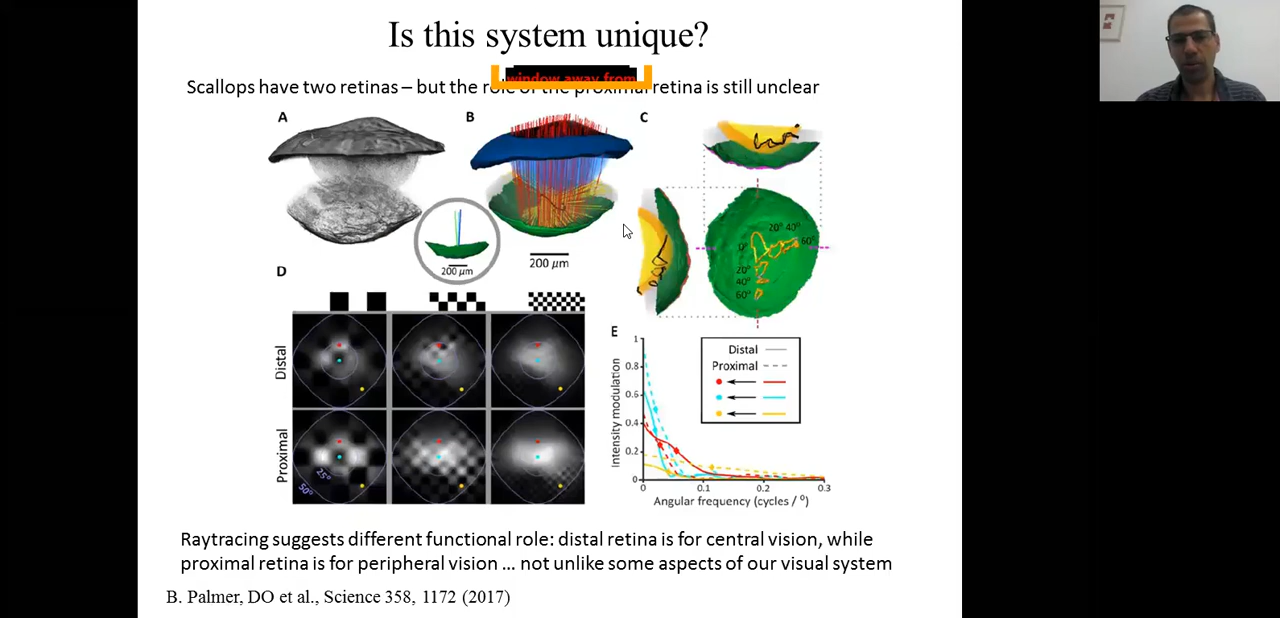 Is this system unique?
window away from
Scallops have two retinas – but the role of the proximal retina is still unclear
A
B
C
200 μm
200 μm
20° 40°
60°
0°
20°
40°
60°
D
Distal
Proximal
25°
50°
E
Distal
Proximal
Intensity modulation
1
0.8
0.6
0.4
0.2
0
0
0.1
0.2
0.3
Angular frequency (cycles / °)
Raytracing suggests different functional role: distal retina is for central vision, while
proximal retina is for peripheral vision ... not unlike some aspects of our visual system
B. Palmer, DO et al., Science 358, 1172 (2017)